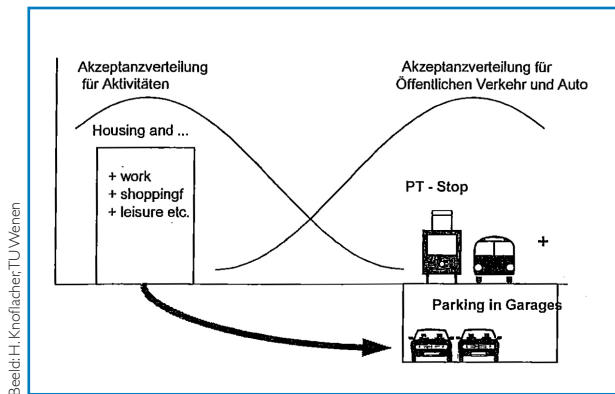 Akzeptanzverteilung
für Aktivitäten
Akzeptanzverteilung für
Öffentlichen Verkehr und Auto
Housing and ...
+ work
+ shoppingf
+ leisure etc.
PT - Stop
+
Parking in Garages
Beeld: H. Knoflacher, TU Wenen